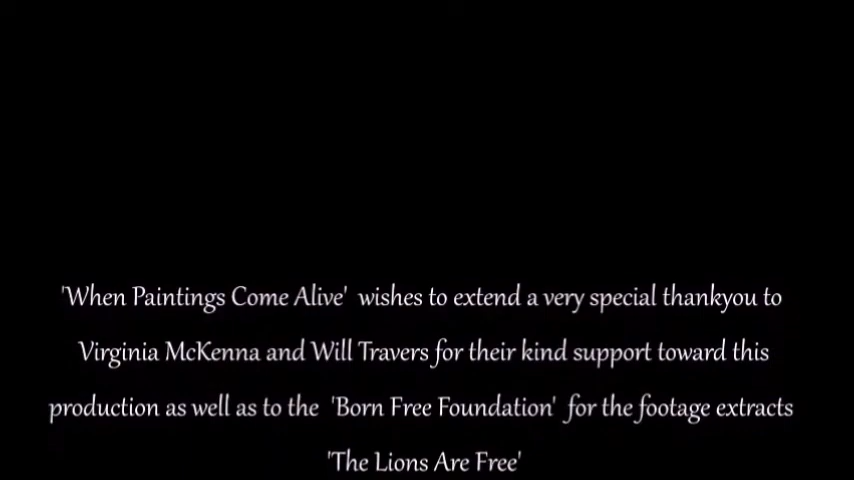 'When Paintings Come Alive' wishes to extend a very special thankyou to
Virginia McKenna and Will Travers for their kind support toward this
production as well as to the 'Born Free Foundation' for the footage extracts
'The Lions Are Free'